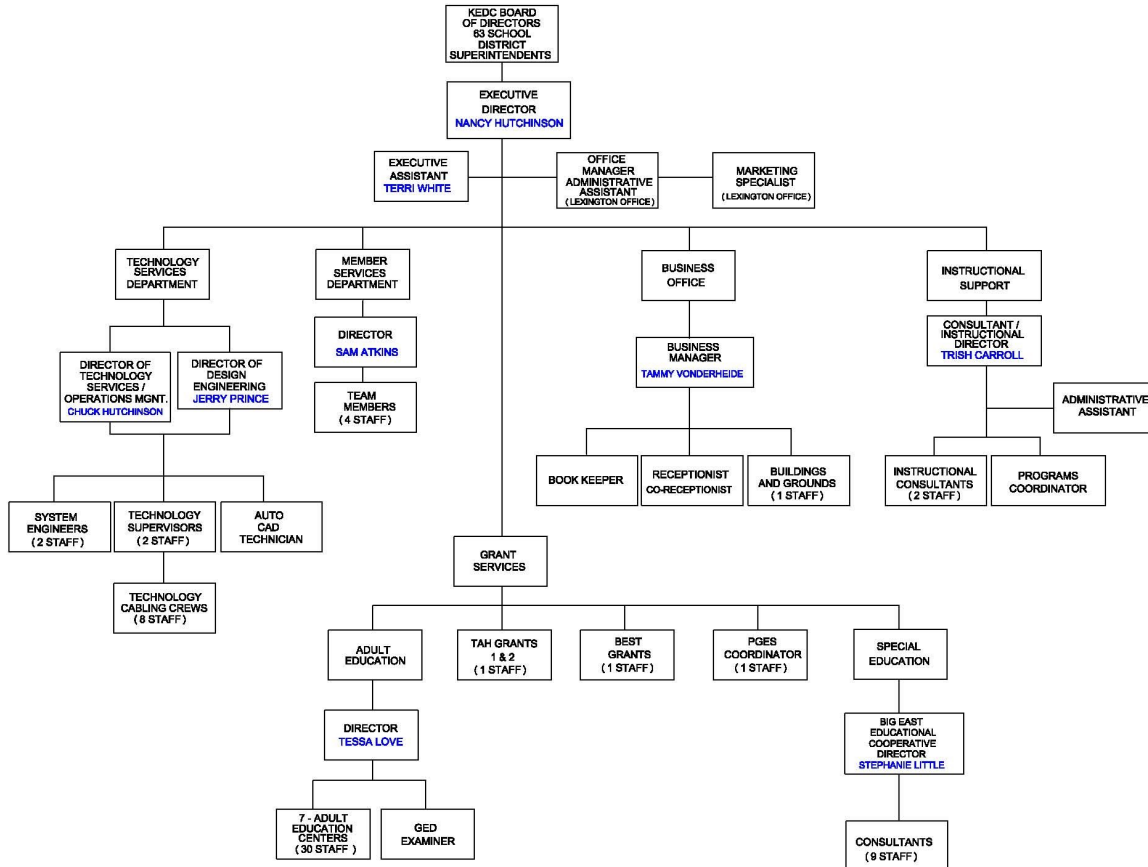 KEDC BOARD
OF DIRECTORS
63 SCHOOL
DISTRICT
SUPERINTENDENTS
EXECUTIVE
DIRECTOR
NANCY HUTCHINSON
EXECUTIVE
ASSISTANT
TERRI WHITE
OFFICE
MANAGER
ADMINISTRATIVE
ASSISTANT
(LEXINGTON OFFICE)
MARKETING
SPECIALIST
(LEXINGTON OFFICE)
TECHNOLOGY
SERVICES
DEPARTMENT
MEMBER
SERVICES
DEPARTMENT
BUSINESS
OFFICE
INSTRUCTIONAL
SUPPORT
DIRECTOR OF
TECHNOLOGY
SERVICES /
OPERATIONS MGNT.
CHUCK HUTCHINSON
DIRECTOR OF
DESIGN
ENGINEERING
JERRY PRINCE
DIRECTOR
SAM ATKINS
BUSINESS
MANAGER
TAMMY VONDERHEIDE
CONSULTANT /
INSTRUCTIONAL
DIRECTOR
TRISH CARROLL
TEAM
MEMBERS
(4 STAFF)
ADMINISTRATIVE
ASSISTANT
BOOK KEEPER
RECEPTIONIST
CO-RECEPTIONIST
BUILDINGS
AND GROUNDS
(1 STAFF)
INSTRUCTIONAL
CONSULTANTS
(2 STAFF)
PROGRAMS
COORDINATOR
SYSTEM
ENGINEERS
(2 STAFF)
TECHNOLOGY
SUPERVISORS
(2 STAFF)
AUTO
CAD
TECHNICIAN
TECHNOLOGY
CABLING CREWS
(8 STAFF)
GRANT
SERVICES
ADULT
EDUCATION
TAH GRANTS
1 & 2
(1 STAFF)
BEST
GRANTS
(1 STAFF)
PGES
COORDINATOR
(1 STAFF)
SPECIAL
EDUCATION
DIRECTOR
TESSA LOVE
BIG EAST
EDUCATIONAL
COOPERATIVE
DIRECTOR
STEPHANIE LITTLE
7 - ADULT
EDUCATION
CENTERS
(30 STAFF)
GED
EXAMINER
CONSULTANTS
(9 STAFF)